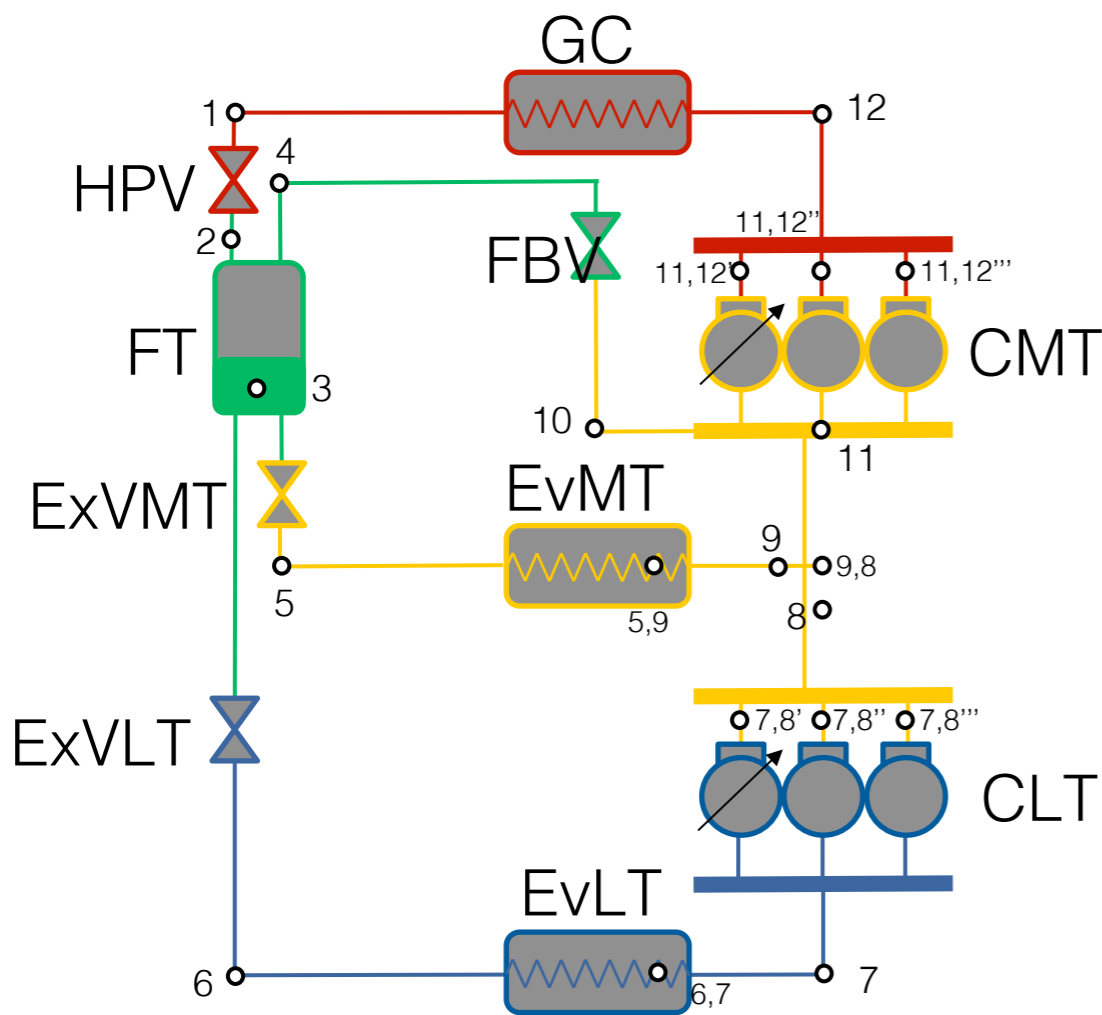 GC
1
12
4
HPV
11,12''
2
FBV
11,12'
11,12'''
FT
CMT
3
10
11
EvMT
ExVMT
9
9,8
5
5,9
8
7,8'
7,8''
7,8'''
ExVLT
CLT
EvLT
6
6,7
7